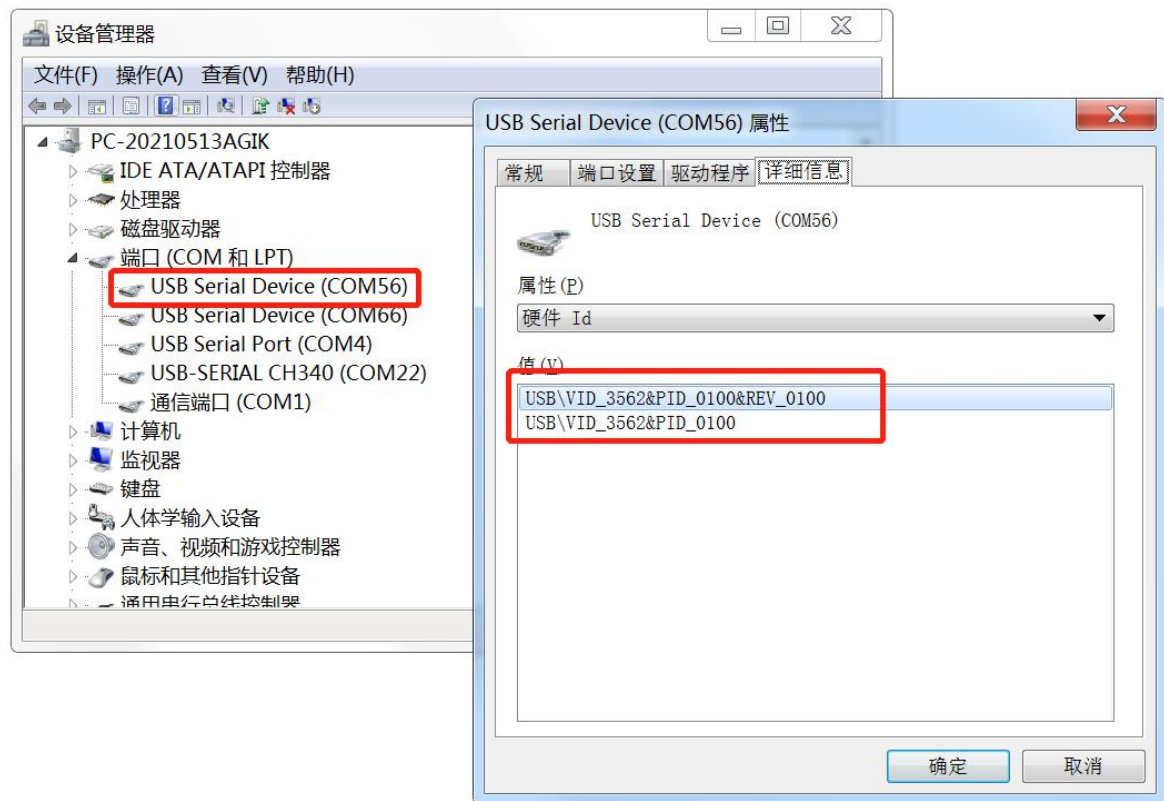 设备管理器
文件(F) 操作(A) 查看(V) 帮助(H)
PC-20210513AGIK
IDE ATA/ATAPI 控制器
处理器
磁盘驱动器
端口 (COM 和 LPT)
USB Serial Device (COM56)
USB Serial Device (COM66)
USB Serial Port (COM4)
USB-SERIAL CH340 (COM22)
通信端口 (COM1)
计算机
监视器
键盘
人体学输入设备
声音、视频和游戏控制器
鼠标和其他指针设备
通用串行总线控制器
USB Serial Device (COM56) 属性
常规 端口设置 驱动程序 详细信息
USB Serial Device (COM56)
属性(P)
硬件 Id
值(V)
USB\VID_3562&PID_0100&REV_0100
USB\VID_3562&PID_0100
确定 取消